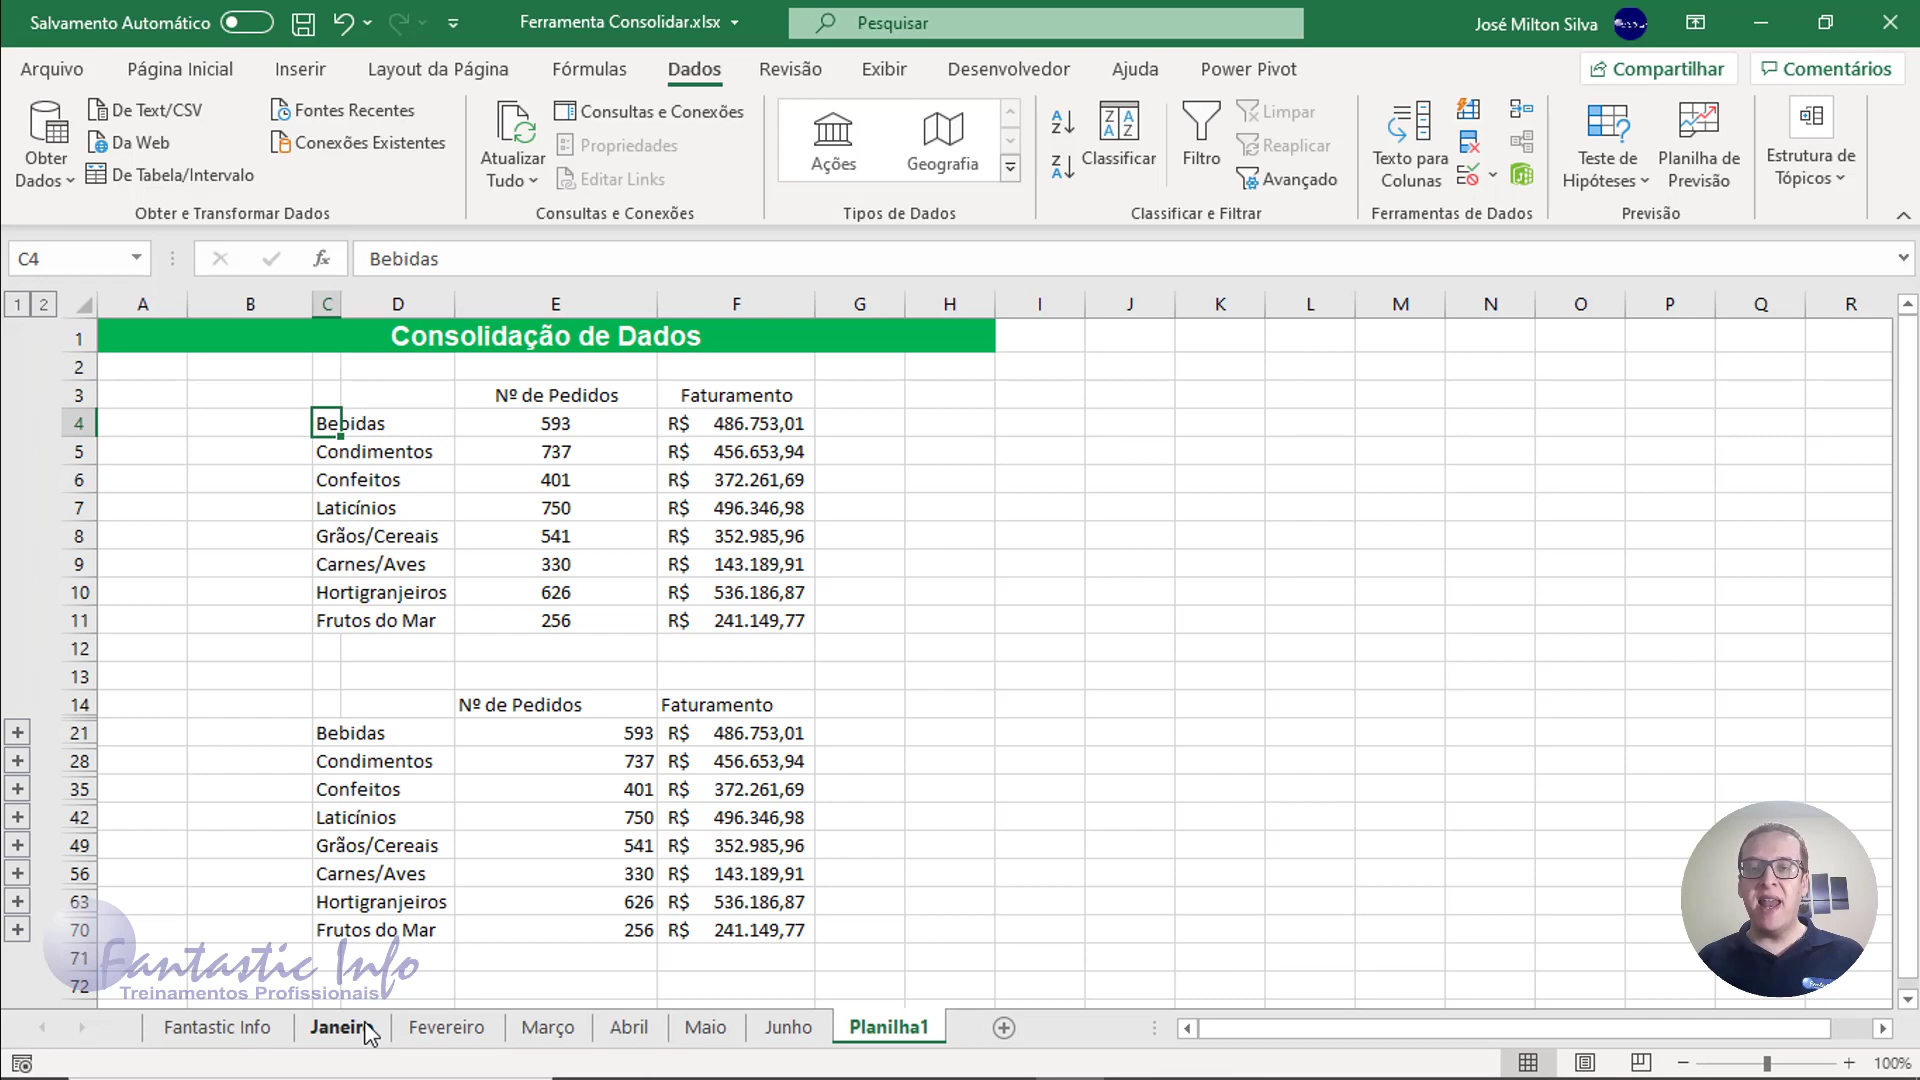 Salvamento Automático
Ferramenta Consolidar.xlsx
Pesquisar
José Milton Silva
Arquivo Página Inicial Inserir Layout da Página Fórmulas Dados Revisão Exibir Desenvolvedor Ajuda Power Pivot
Compartilhar Comentários
Obter Dados
De Text/CSV
Da Web
De Tabela/Intervalo
Fontes Recentes
Conexões Existentes
Obter e Transformar Dados
Atualizar Tudo
Consultas e Conexões
Propriedades
Editar Links
Consultas e Conexões
Ações
Geografia
Tipos de Dados
Classificar
Filtro
Limpar
Reaplicar
Avançado
Classificar e Filtrar
Texto para Colunas
Ferramentas de Dados
Teste de Hipóteses
Planilha de Previsão
Previsão
Estrutura de Tópicos
C4 fx Bebidas
1 2
A B C D E F G H I J K L M N O P Q R
1 Consolidação de Dados
2
3 Nº de Pedidos Faturamento
4 Bebidas 593 R$ 486.753,01
5 Condimentos 737 R$ 456.653,94
6 Confeitos 401 R$ 372.261,69
7 Laticínios 750 R$ 496.346,98
8 Grãos/Cereais 541 R$ 352.985,96
9 Carnes/Aves 330 R$ 143.189,91
10 Hortigranjeiros 626 R$ 536.186,87
11 Frutos do Mar 256 R$ 241.149,77
12
13
14 Nº de Pedidos Faturamento
21 Bebidas 593 R$ 486.753,01
28 Condimentos 737 R$ 456.653,94
35 Confeitos 401 R$ 372.261,69
42 Laticínios 750 R$ 496.346,98
49 Grãos/Cereais 541 R$ 352.985,96
56 Carnes/Aves 330 R$ 143.189,91
63 Hortigranjeiros 626 R$ 536.186,87
70 Frutos do Mar 256 R$ 241.149,77
71
72
Fantastic Info
Treinamentos Profissionais
Fantastic Info Janeiro Fevereiro Março Abril Maio Junho Planilha1
100%